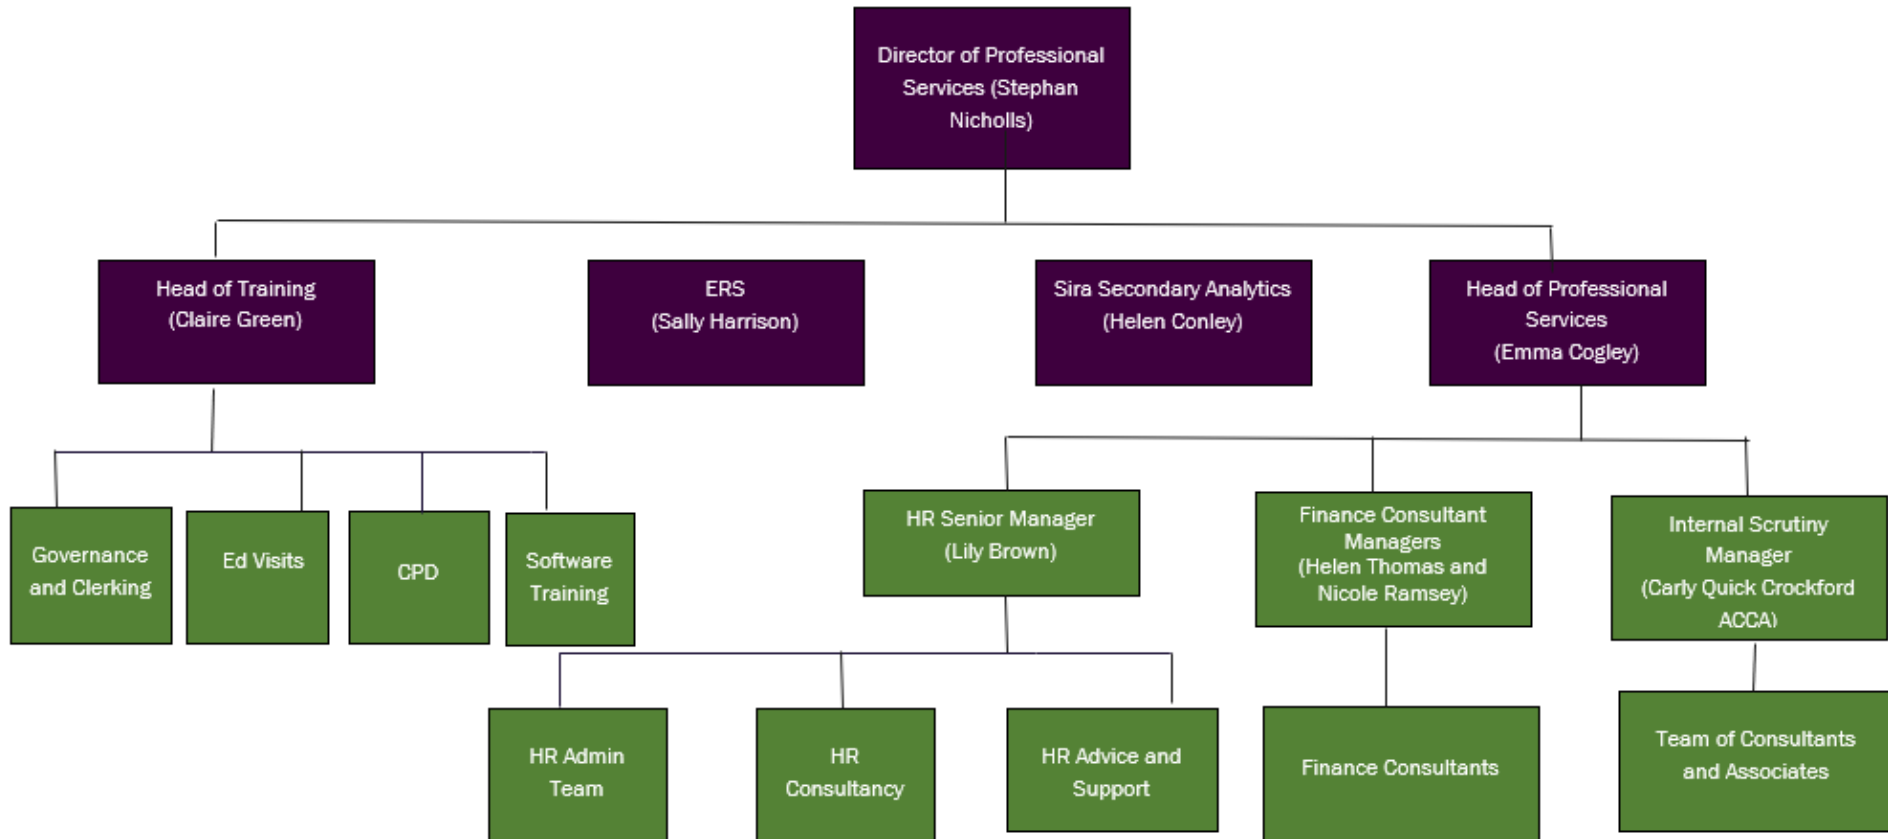 Director of Professional
Services (Stephan
Nicholls)
Head of Training
(Claire Green)
ERS
(Sally Harrison)
Sira Secondary Analytics
(Helen Conley)
Head of Professional
Services
(Emma Cogley)
Governance
and Clerking
Ed Visits
CPD
Software
Training
HR Senior Manager
(Lily Brown)
Finance Consultant
Managers
(Helen Thomas and
Nicole Ramsey)
Internal Scrutiny
Manager
(Carly Quick Crockford
ACCA)
HR Admin
Team
HR
Consultancy
HR Advice and
Support
Finance Consultants
Team of Consultants
and Associates